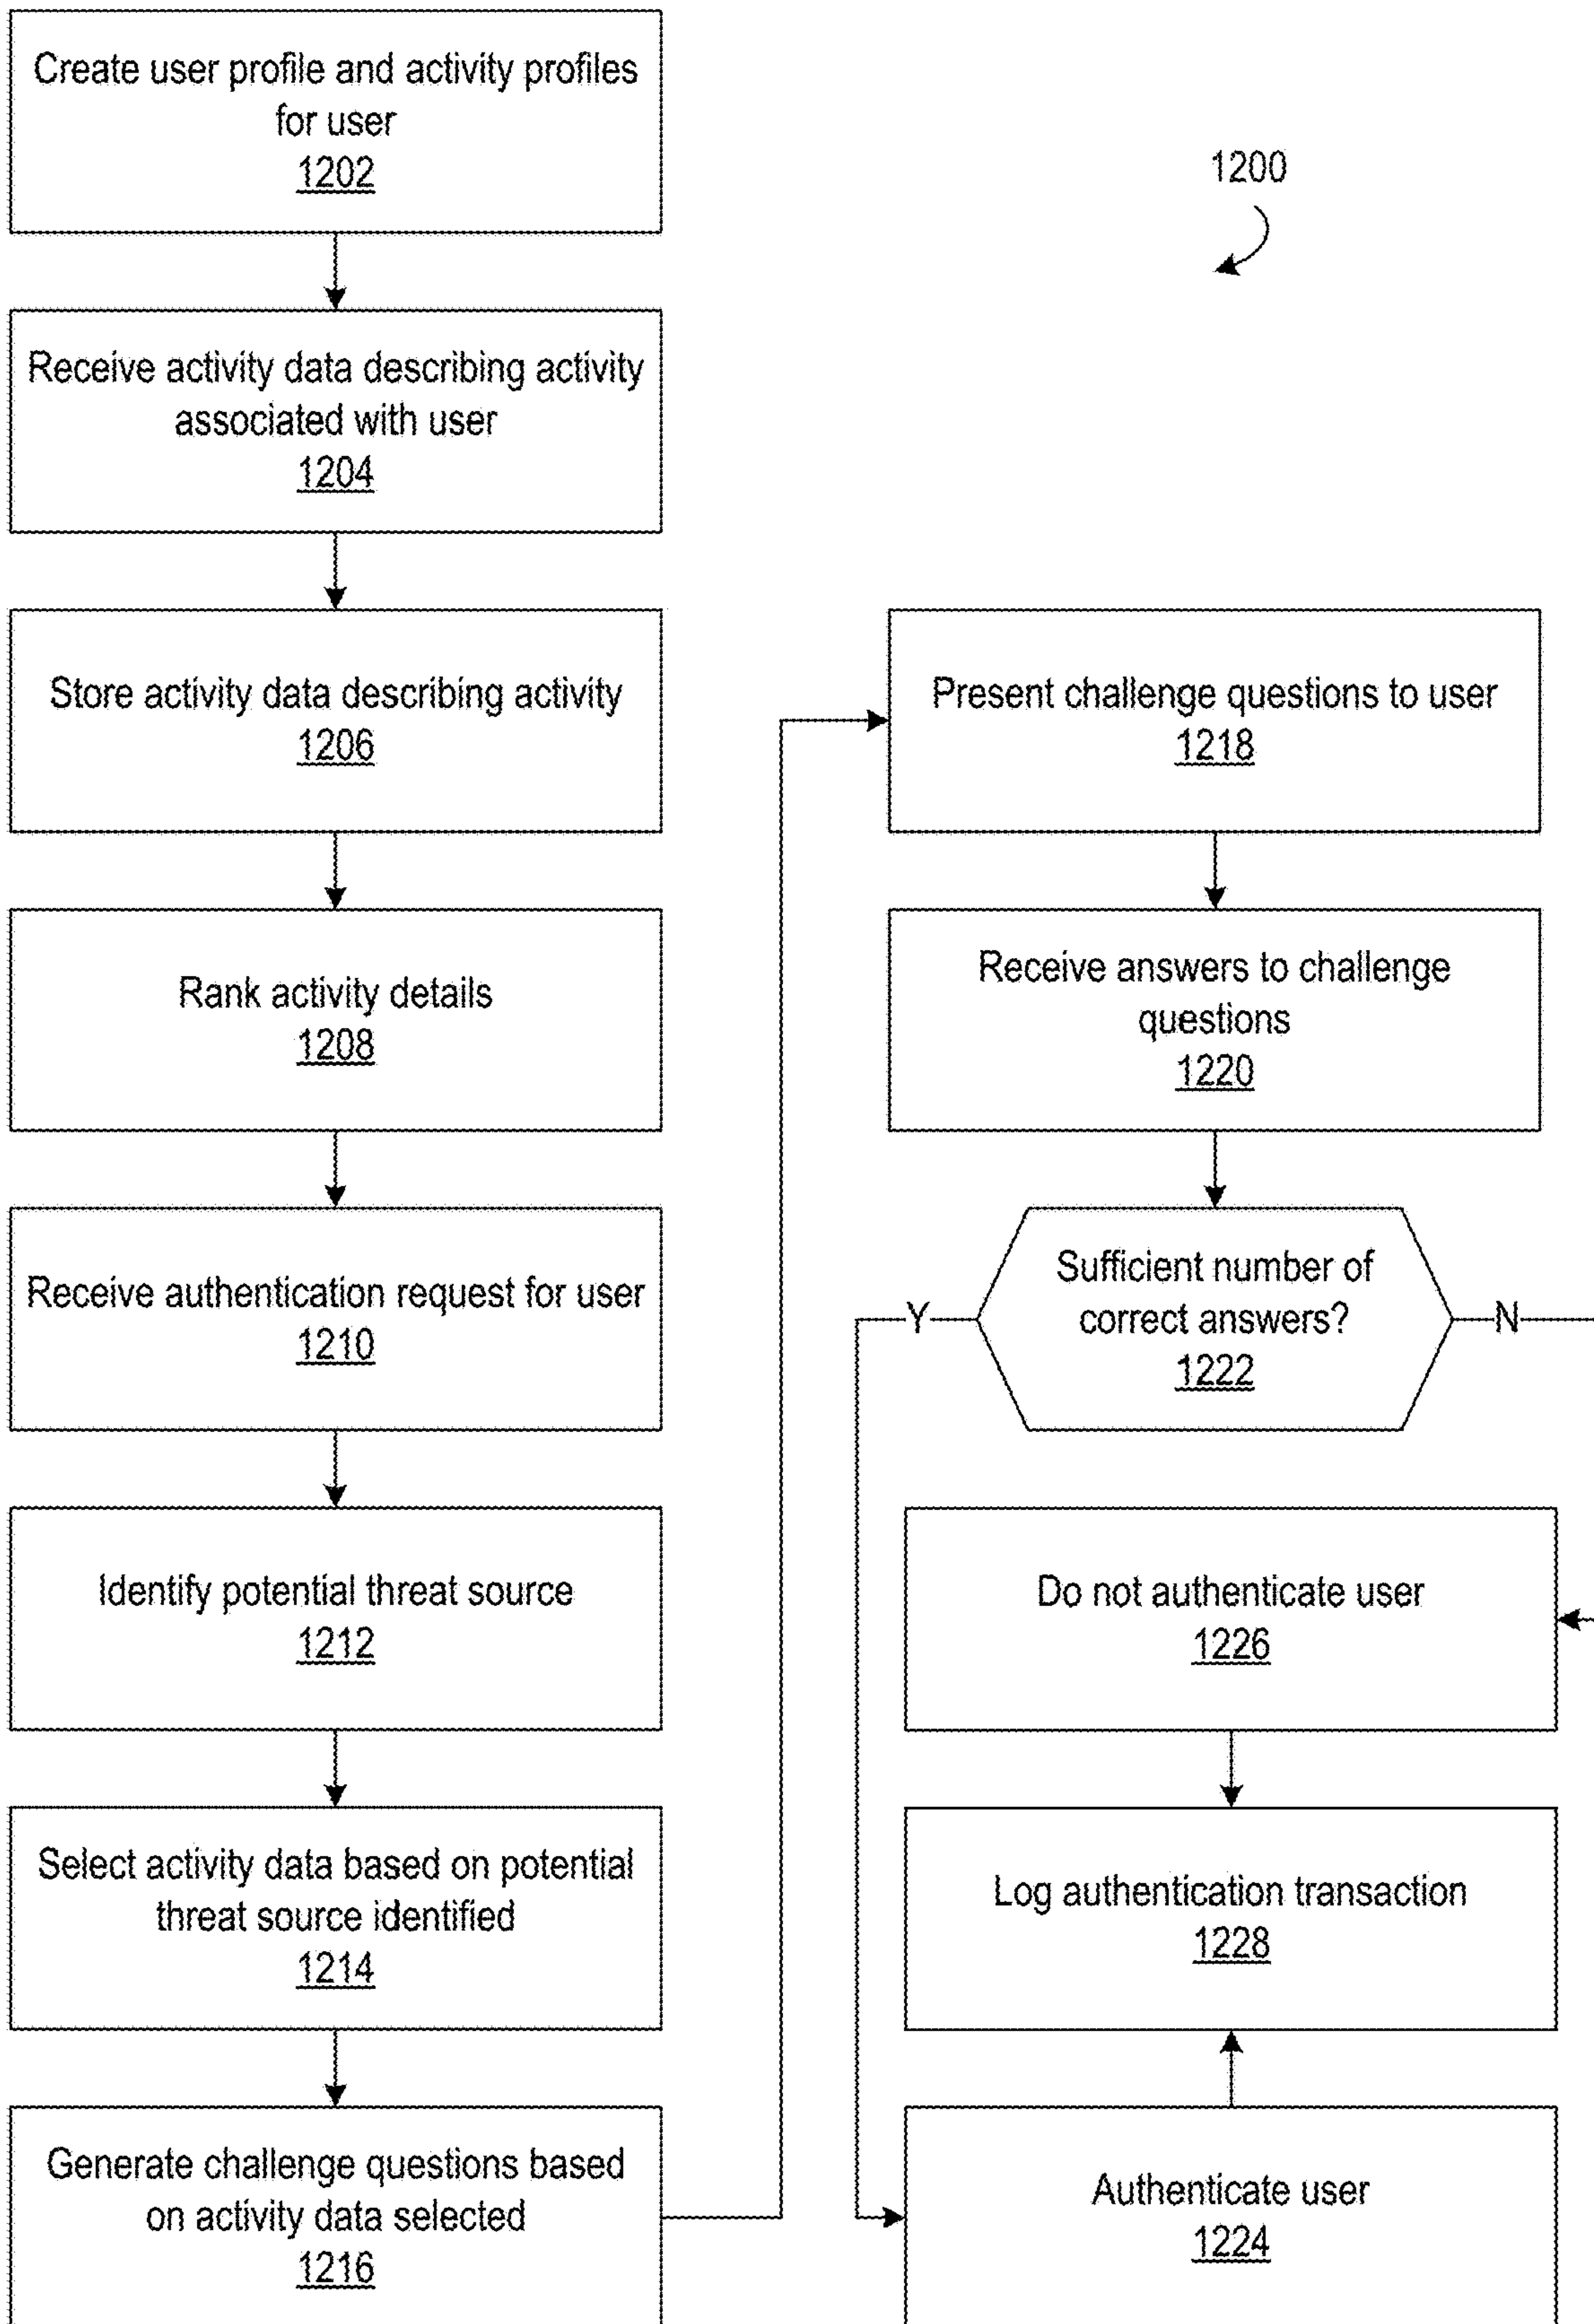 Create user profile and activity profiles
for user
1202
Receive activity data describing activity
associated with user
1204
Store activity data describing activity
1206
Rank activity details
1208
Receive authentication request for user
1210
Identify potential threat source
1212
Select activity data based on potential
threat source identified
1214
Generate challenge questions based
on activity data selected
1216
1200
Present challenge questions to user
1218
Receive answers to challenge
questions
1220
Sufficient number of
correct answers?
1222
Y
N
Do not authenticate user
1226
Log authentication transaction
1228
Authenticate user
1224